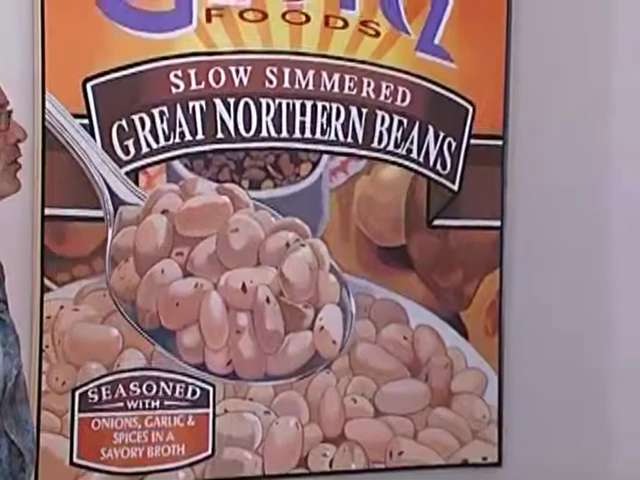 FOODS
SLOW SIMMERED
GREAT NORTHERN BEANS
SEASONED
WITH
ONIONS, GARLIC &
SPICES IN A
SAVORY BROTH